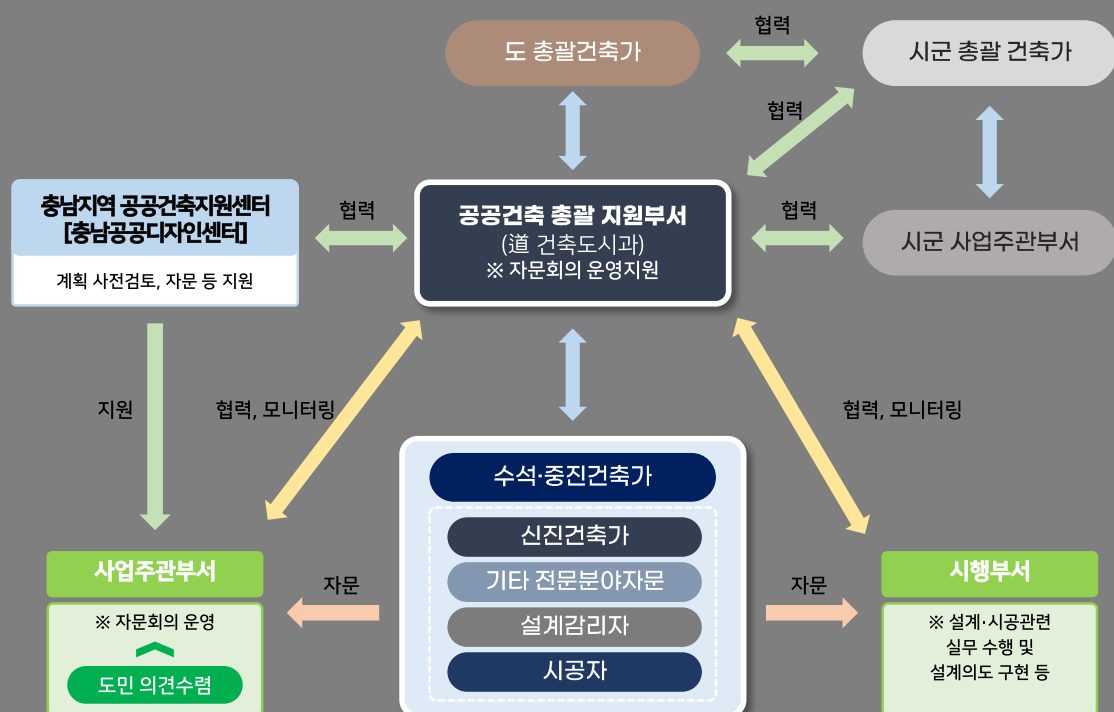 협력
도 총괄건축가
시군 총괄 건축가
협력
충남지역 공공건축지원센터
[충남공공디자인센터]
계획 사전검토, 자문 등 지원
협력
공공건축 총괄 지원부서
(道 건축도시과)
※ 자문회의 운영지원
협력
시군 사업주관부서
지원
협력, 모니터링
협력, 모니터링
수석·중진건축가
신진건축가
기타 전문분야자문
설계감리자
시공자
사업주관부서
※ 자문회의 운영
도민 의견수렴
자문
자문
시행부서
※ 설계·시공관련
실무 수행 및
설계의도 구현 등